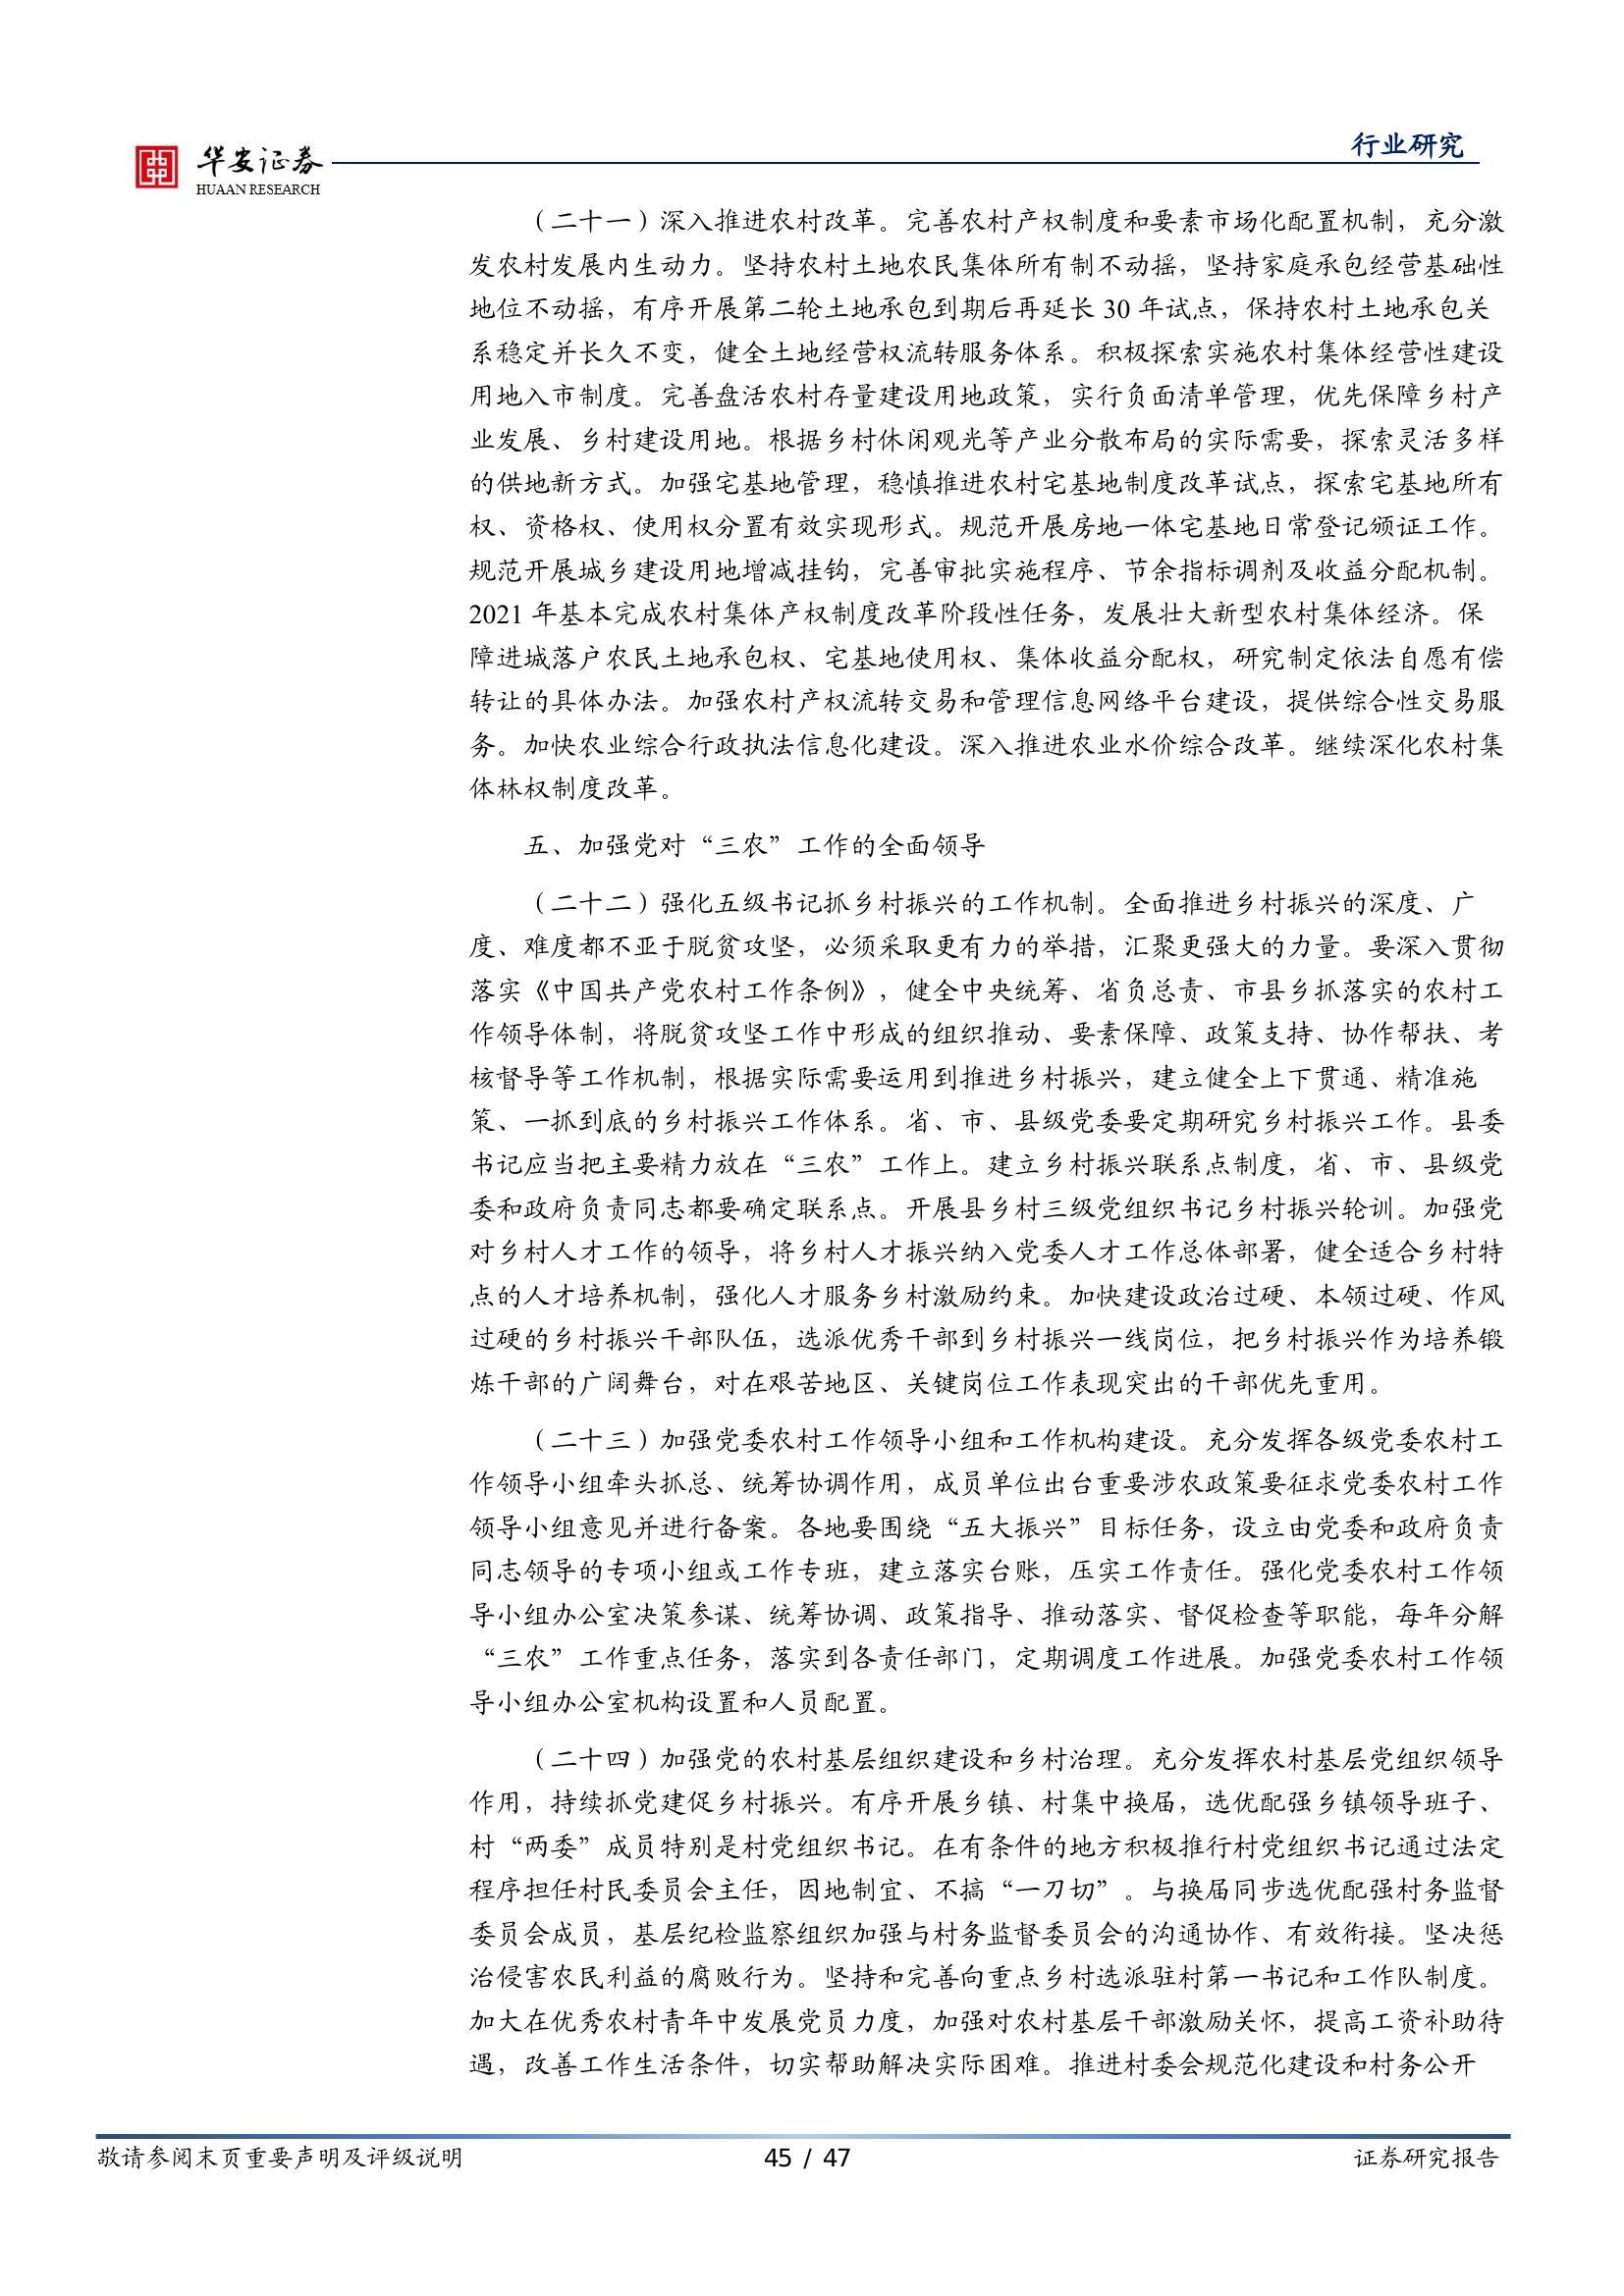 华安证券
HUAAN RESEARCH
行业研究
（二十一）深入推进农村改革。完善农村产权制度和要素市场化配置机制，充分激
发农村发展内生动力。坚持农村土地农民集体所有制不动摇，坚持家庭承包经营基础性
地位不动摇，有序开展第二轮土地承包到期后再延长 30 年试点，保持农村土地承包关
系稳定并长久不变，健全土地经营权流转服务体系。积极探索实施农村集体经营性建设
用地入市制度。完善盘活农村存量建设用地政策，实行负面清单管理，优先保障乡村产
业发展、乡村建设用地。根据乡村休闲观光等产业分散布局的实际需要，探索灵活多样
的供地新方式。加强宅基地管理，稳慎推进农村宅基地制度改革试点，探索宅基地所有
权、资格权、使用权分置有效实现形式。规范开展房地一体宅基地日常登记颁证工作。
规范开展城乡建设用地增减挂钩，完善审批实施程序、节余指标调剂及收益分配机制。
2021 年基本完成农村集体产权制度改革阶段性任务，发展壮大新型农村集体经济。保
障进城落户农民土地承包权、宅基地使用权、集体收益分配权，研究制定依法自愿有偿
转让的具体办法。加强农村产权流转交易和管理信息网络平台建设，提供综合性交易服
务。加快农业综合行政执法信息化建设。深入推进农业水价综合改革。继续深化农村集
体林权制度改革。
五、加强党对“三农”工作的全面领导
（二十二）强化五级书记抓乡村振兴的工作机制。全面推进乡村振兴的深度、广
度、难度都不亚于脱贫攻坚，必须采取更有力的举措，汇聚更强大的力量。要深入贯彻
落实《中国共产党农村工作条例》，健全中央统筹、省负总责、市县乡抓落实的农村工
作领导体制，将脱贫攻坚工作中形成的组织推动、要素保障、政策支持、协作帮扶、考
核督导等工作机制，根据实际需要运用到推进乡村振兴，建立健全上下贯通、精准施
策、一抓到底的乡村振兴工作体系。省、市、县级党委要定期研究乡村振兴工作。县委
书记应当把主要精力放在“三农”工作上。建立乡村振兴联系点制度，省、市、县级党
委和政府负责同志都要确定联系点。开展县乡村三级党组织书记乡村振兴轮训。加强党
对乡村人才工作的领导，将乡村人才振兴纳入党委人才工作总体部署，健全适合乡村特
点的人才培养机制，强化人才服务乡村激励约束。加快建设政治过硬、本领过硬、作风
过硬的乡村振兴干部队伍，选派优秀干部到乡村振兴一线岗位，把乡村振兴作为培养锻
炼干部的广阔舞台，对在艰苦地区、关键岗位工作表现突出的干部优先重用。
（二十三）加强党委农村工作领导小组和工作机构建设。充分发挥各级党委农村工
作领导小组牵头抓总、统筹协调作用，成员单位出台重要涉农政策要征求党委农村工作
领导小组意见并进行备案。各地要围绕“五大振兴”目标任务，设立由党委和政府负责
同志领导的专项小组或工作专班，建立落实台账，压实工作责任。强化党委农村工作领
导小组办公室决策参谋、统筹协调、政策指导、推动落实、督促检查等职能，每年分解
“三农”工作重点任务，落实到各责任部门，定期调度工作进展。加强党委农村工作领
导小组办公室机构设置和人员配置。
（二十四）加强党的农村基层组织建设和乡村治理。充分发挥农村基层党组织领导
作用，持续抓党建促乡村振兴。有序开展乡镇、村集中换届，选优配强乡镇领导班子、
村“两委”成员特别是村党组织书记。在有条件的地方积极推行村党组织书记通过法定
程序担任村民委员会主任，因地制宜、不搞“一刀切”。与换届同步选优配强村务监督
委员会成员，基层纪检监察组织加强与村务监督委员会的沟通协作、有效衔接。坚决惩
治侵害农民利益的腐败行为。坚持和完善向重点乡村选派驻村第一书记和工作队制度。
加大在优秀农村青年中发展党员力度，加强对农村基层干部激励关怀，提高工资补助待
遇，改善工作生活条件，切实帮助解决实际困难。推进村委会规范化建设和村务公开
敬请参阅末页重要声明及评级说明
45 / 47
证券研究报告